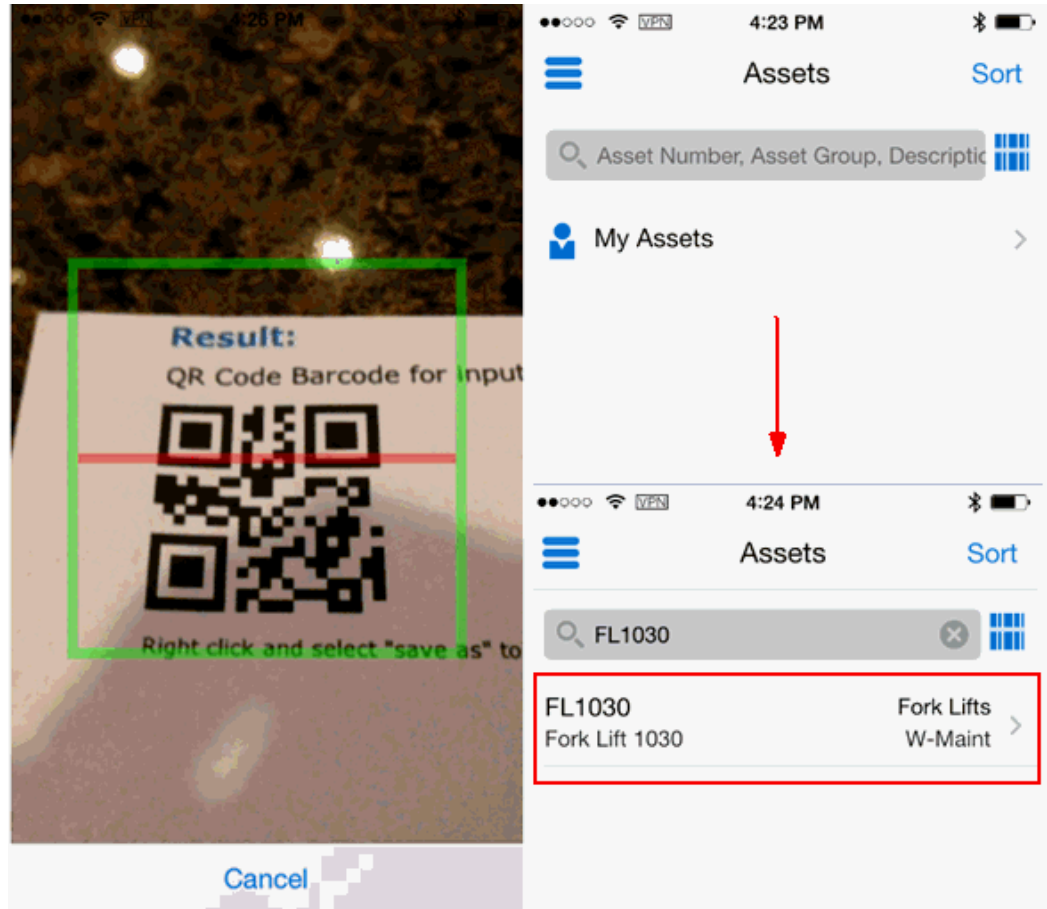 VPN 4:26 PM
Result:
QR Code Barcode for input
Right click and select "save as" to
Cancel
VPN 4:23 PM
Assets
Sort
Asset Number, Asset Group, Descriptic
My Assets
VPN 4:24 PM
Assets
Sort
FL1030
FL1030
Fork Lifts
Fork Lift 1030
W-Maint